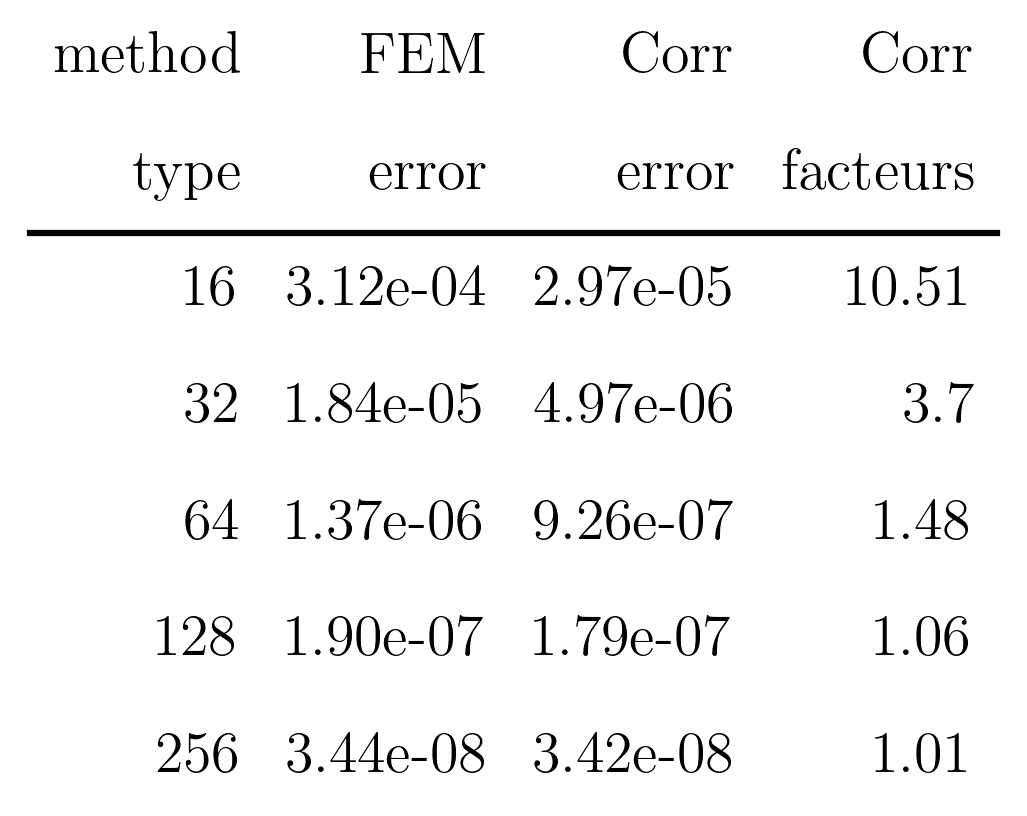 method FEM Corr Corr
type error error facteurs
16 3.12e-04 2.97e-05 10.51
32 1.84e-05 4.97e-06 3.7
64 1.37e-06 9.26e-07 1.48
128 1.90e-07 1.79e-07 1.06
256 3.44e-08 3.42e-08 1.01